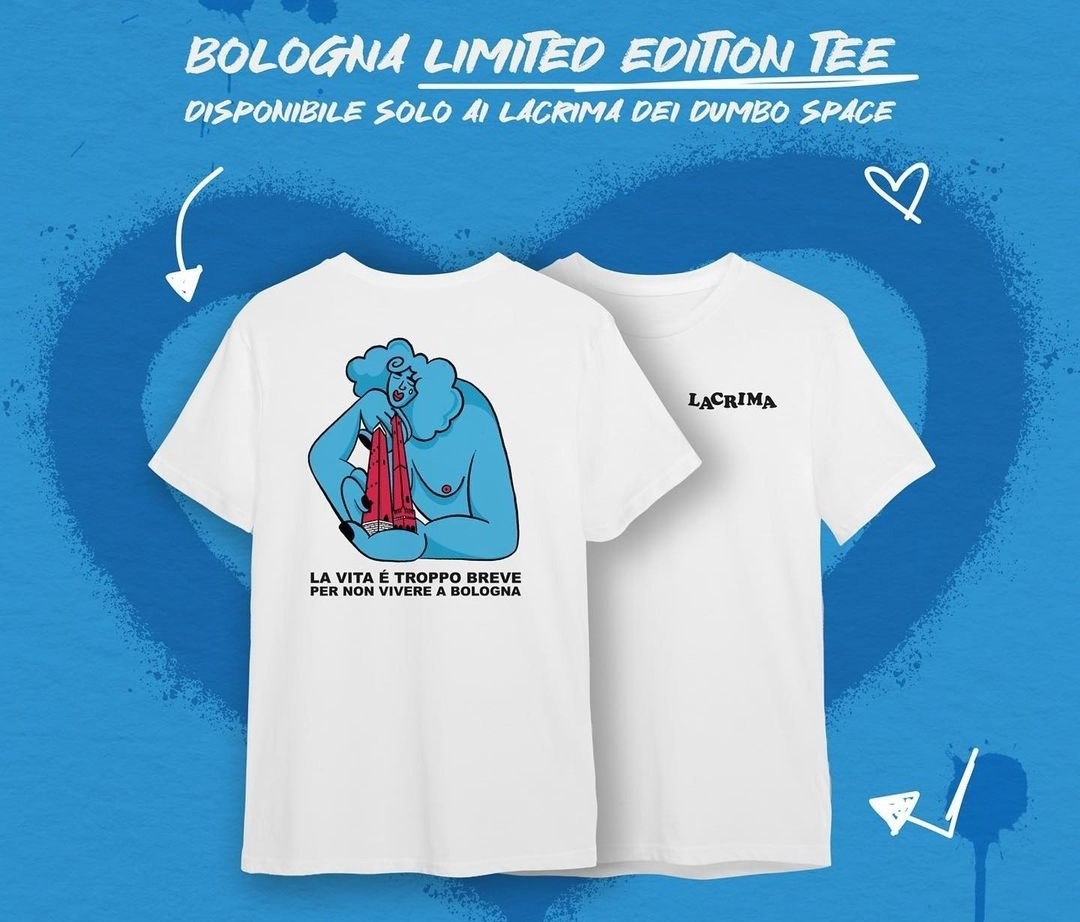 BOLOGNA LIMITED EDITION TEE
DISPONIBILE SOLO AI LACRIMA DEI DUMBO SPACE
LACRIMA
LA VITA É TROPPO BREVE
PER NON VIVERE A BOLOGNA